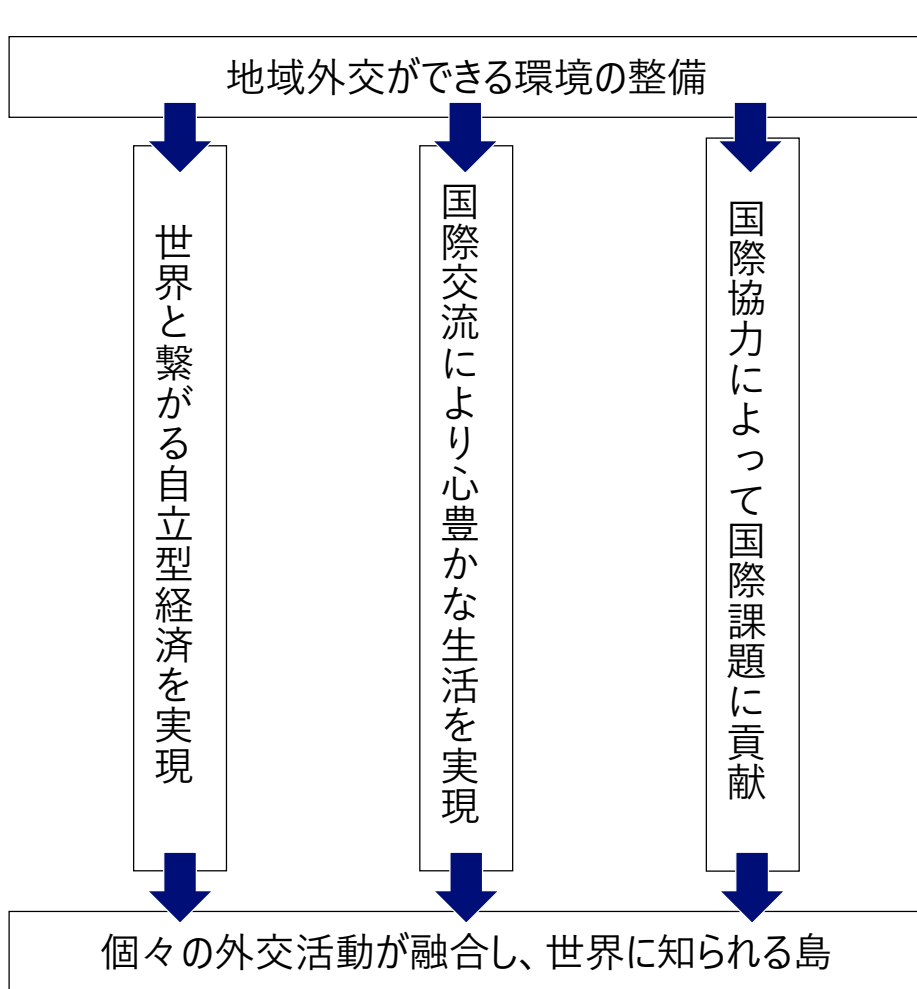 地域外交ができる環境の整備
世界と繋がる自立型経済を実現
国際交流により心豊かな生活を実現
国際協力によって国際課題に貢献
個々の外交活動が融合し、世界に知られる島